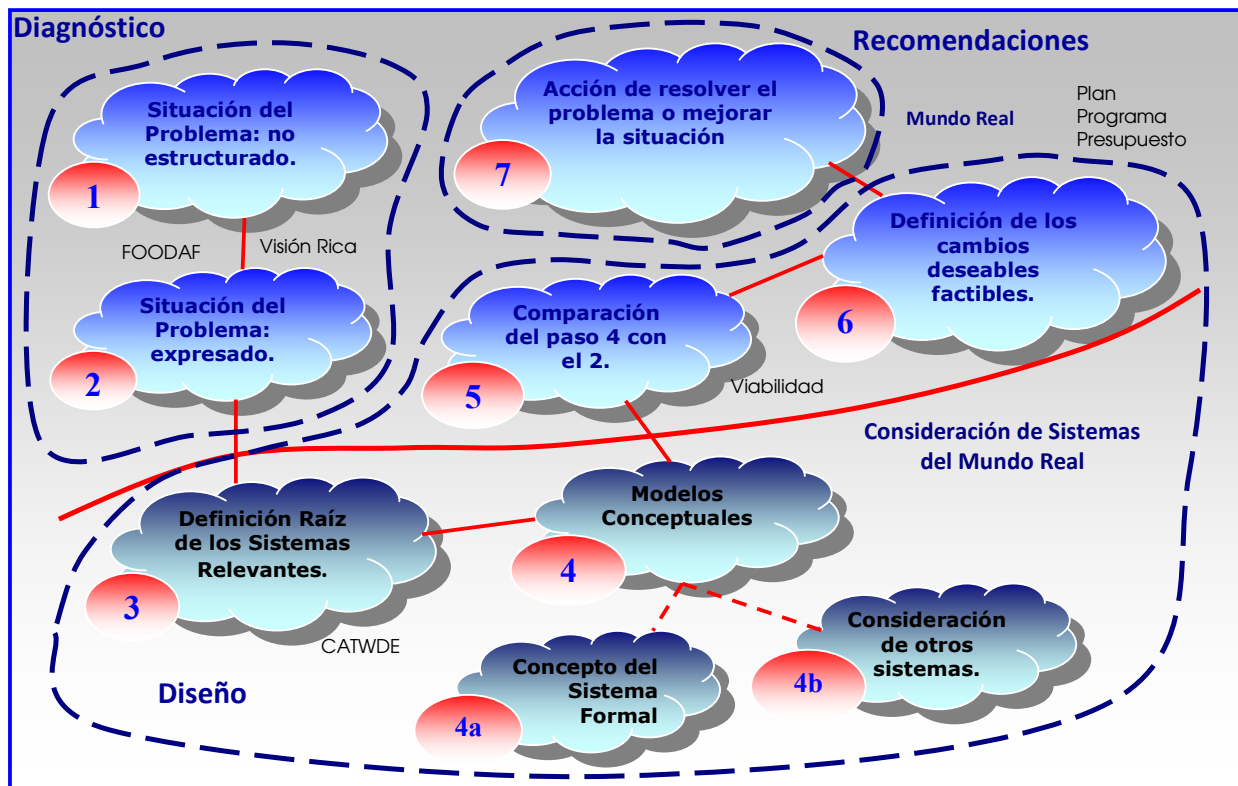 Diagnóstico
Situación del
Problema: no
estructurado.
1
FOODAF
Visión Rica
Situación del
Problema:
expresado.
2
Recomendaciones
Acción de resolver el
problema o mejorar
la situación
7
Mundo Real
Plan
Programa
Presupuesto
Definición de los
cambios
deseables
factibles.
6
Comparación
del paso 4 con
el 2.
5
Viabilidad
Consideración de Sistemas
del Mundo Real
Definición Raíz
de los Sistemas
Relevantes.
3
CATWDE
Modelos
Conceptuales
4
Concepto del
Sistema
Formal
4a
Consideración
de otros
sistemas.
4b
Diseño